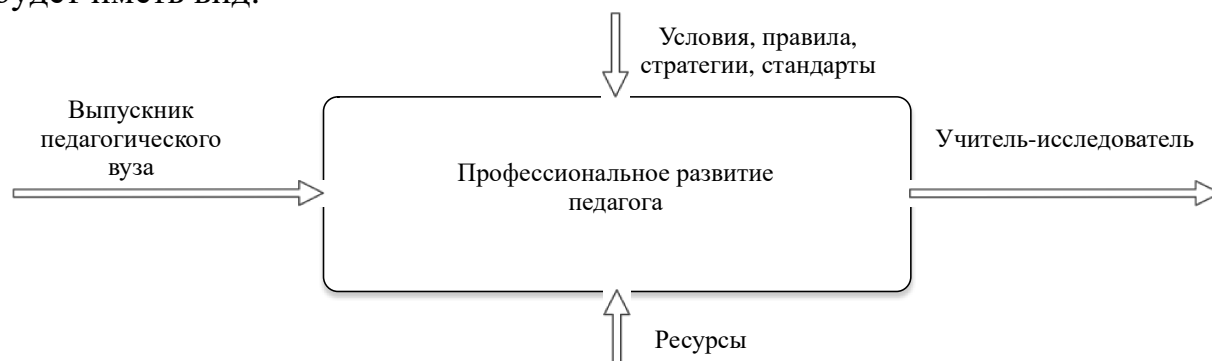 будет иметь вид:
Условия, правила,
стратегии, стандарты
Выпускник
педагогического
вуза
Профессиональное развитие
педагога
Учитель-исследователь
Ресурсы